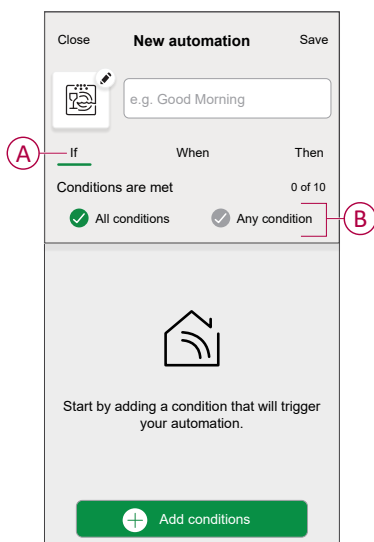 Close New automation Save
e.g. Good Morning
A If When Then
Conditions are met 0 of 10
All conditions Any condition B
Start by adding a condition that will trigger
your automation.
Add conditions